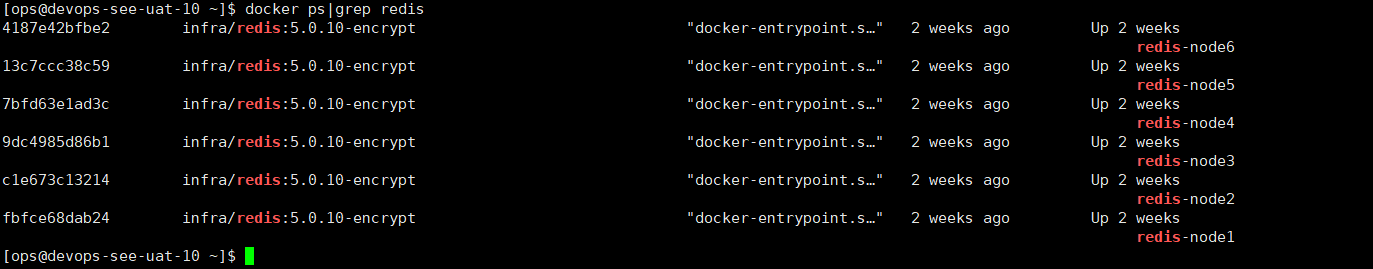 [ops@devops-see-uat-10 ~]$ docker ps|grep redis
4187e42bfbe2        infra/redis:5.0.10-encrypt                              "docker-entrypoint.s…"   2 weeks ago         Up 2 weeks
redis-node6
13c7ccc38c59        infra/redis:5.0.10-encrypt                              "docker-entrypoint.s…"   2 weeks ago         Up 2 weeks
redis-node5
7bfd63e1ad3c        infra/redis:5.0.10-encrypt                              "docker-entrypoint.s…"   2 weeks ago         Up 2 weeks
redis-node4
9dc4985d86b1        infra/redis:5.0.10-encrypt                              "docker-entrypoint.s…"   2 weeks ago         Up 2 weeks
redis-node3
c1e673c13214        infra/redis:5.0.10-encrypt                              "docker-entrypoint.s…"   2 weeks ago         Up 2 weeks
redis-node2
fbfce68dab24        infra/redis:5.0.10-encrypt                              "docker-entrypoint.s…"   2 weeks ago         Up 2 weeks
redis-node1
[ops@devops-see-uat-10 ~]$